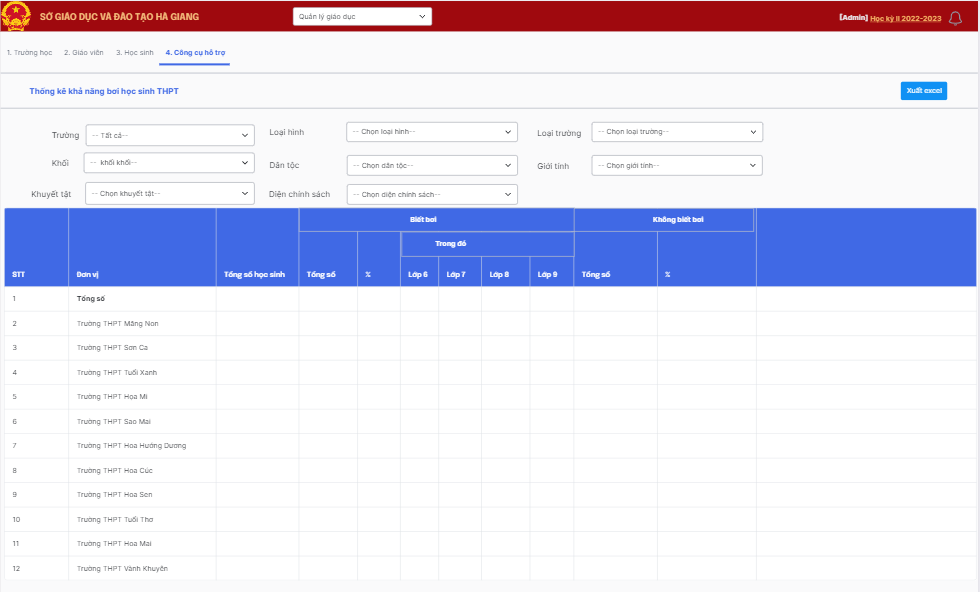 SỞ GIÁO DỤC VÀ ĐÀO TẠO HÀ GIANG
Quản lý giáo dục
[Admin] Học kỳ II 2022-2023
1. Trường học 2. Giáo viên 3. Học sinh 4. Công cụ hỗ trợ
Thống kê khả năng bơi học sinh THPT
Xuất excel
Trường -- Tất cả-- Loại hình -- Chọn loại hình-- Loại trường -- Chọn loại trường--
Khối -- khối khối-- Dân tộc -- Chọn dân tộc-- Giới tính -- Chọn giới tính--
Khuyết tật -- Chọn khuyết tật-- Diện chính sách -- Chọn diện chính sách--
Biết bơi Không biết bơi
Trong đó
STT Đơn vị Tổng số học sinh Tổng số % Lớp 6 Lớp 7 Lớp 8 Lớp 9 Tổng số %
1 Tổng số
2 Trường THPT Măng Non
3 Trường THPT Sơn Ca
4 Trường THPT Tuổi Xanh
5 Trường THPT Họa Mi
6 Trường THPT Sao Mai
7 Trường THPT Hoa Hướng Dương
8 Trường THPT Hoa Cúc
9 Trường THPT Hoa Sen
10 Trường THPT Tuổi Thơ
11 Trường THPT Hoa Mai
12 Trường THPT Vành Khuyên